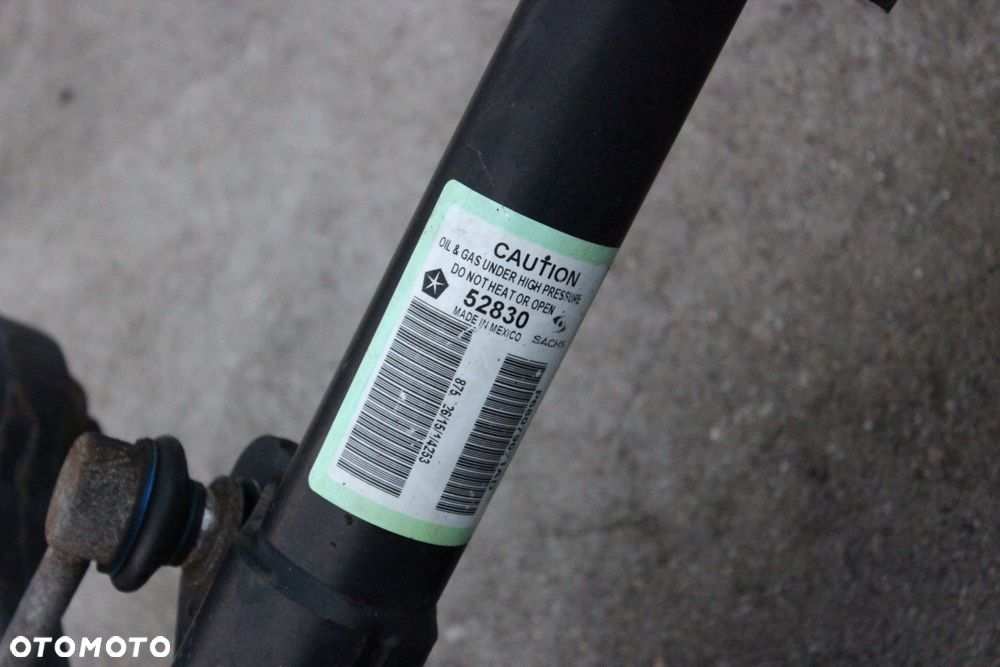 CAUTION
OIL & GAS UNDER HIGH PRESSURE
DO NOT HEAT OR OPEN
52830
MADE IN MEXICO
SACHS
OTOMOTO